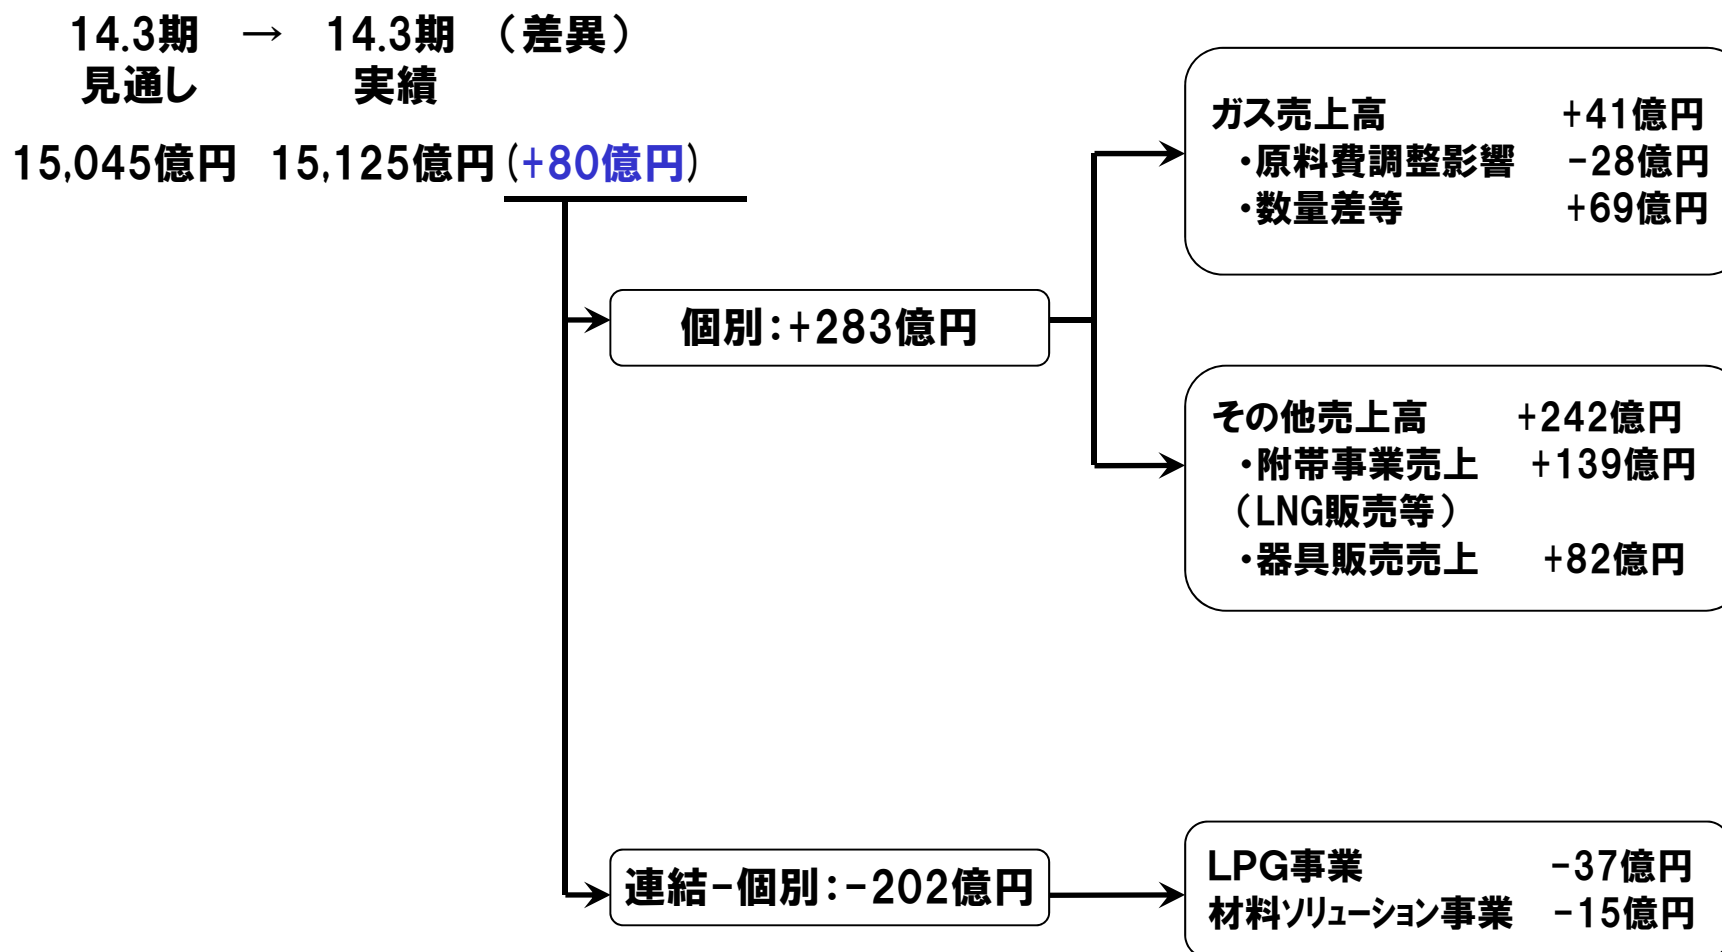 14.3期 → 14.3期 (差異)
見通し 実績
15,045億円 15,125億円(+80億円)
ガス売上高 +41億円
・原料費調整影響 -28億円
・数量差等 +69億円
個別:+283億円
その他売上高 +242億円
・附帯事業売上 +139億円
(LNG販売等)
・器具販売売上 +82億円
連結-個別:-202億円
LPG事業 -37億円
材料ソリューション事業 -15億円